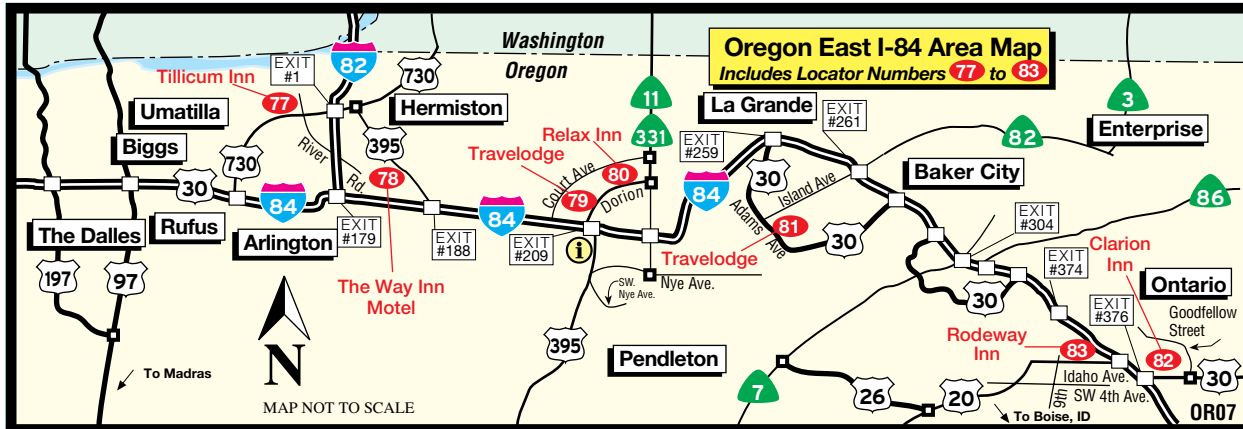 Washington
Oregon
Oregon East I-84 Area Map
Includes Locator Numbers 77 to 83
Tillicum Inn
77
EXIT
#1
82
730
Hermiston
Umatilla
Biggs
730
River
Rd.
395
78
30
84
Rufus
The Dalles
Arlington
EXIT
#179
EXIT
#188
84
197
97
The Way Inn
Motel
N
To Madras
MAP NOT TO SCALE
11
331
Relax Inn
80
Travelodge
79
Court Ave
Dorion
EXIT
#209
i
SW.
Nye Ave.
Nye Ave.
395
Pendleton
84
La Grande
EXIT
#259
EXIT
#261
30
Island Ave
Adams Ave
81
Travelodge
30
82
3
Enterprise
Baker City
86
EXIT
#304
30
EXIT
#374
EXIT
#376
Clarion
Inn
82
Ontario
Goodfellow
Street
Rodeway
Inn
83
Idaho Ave.
SW 4th Ave.
9th
30
7
26
20
To Boise, ID
OR07